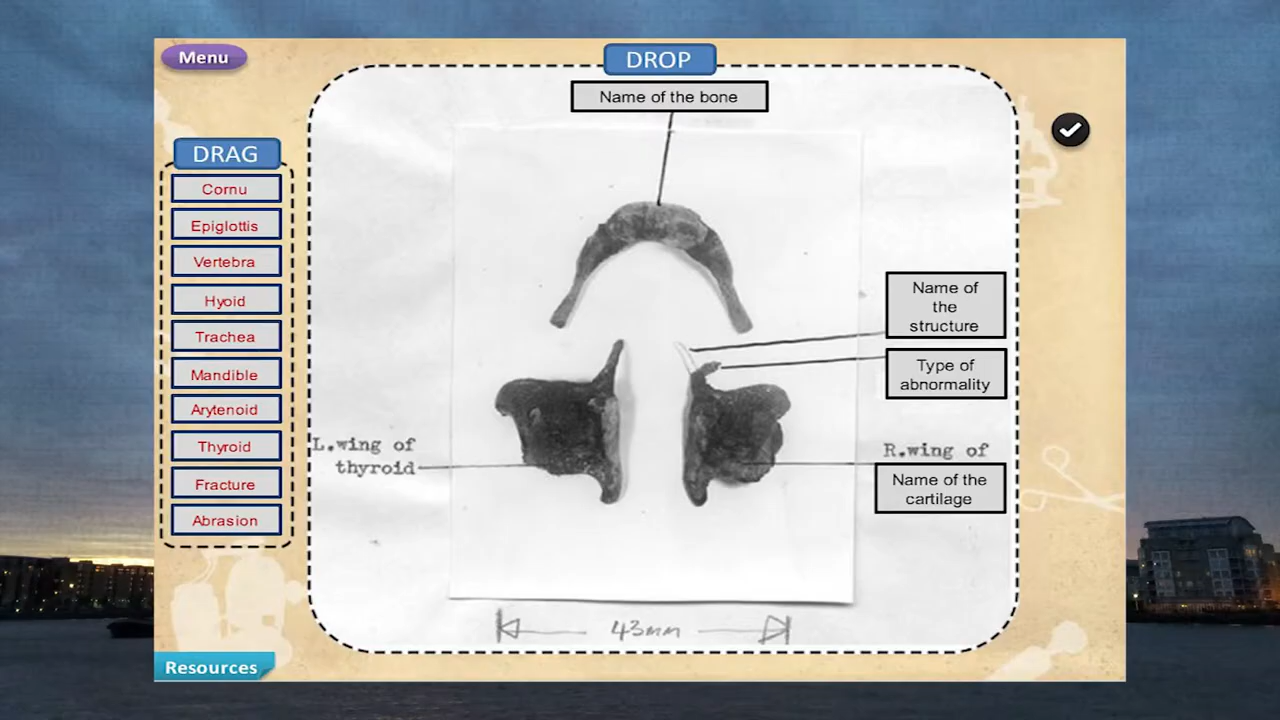 Menu
DROP
Name of the bone
DRAG
Cornu
Epiglottis
Vertebra
Hyoid
Trachea
Mandible
Arytenoid
Thyroid
Fracture
Abrasion
Name of
the
structure
Type of
abnormality
L.wing of
thyroid
R.wing of
Name of the
cartilage
43mm
Resources